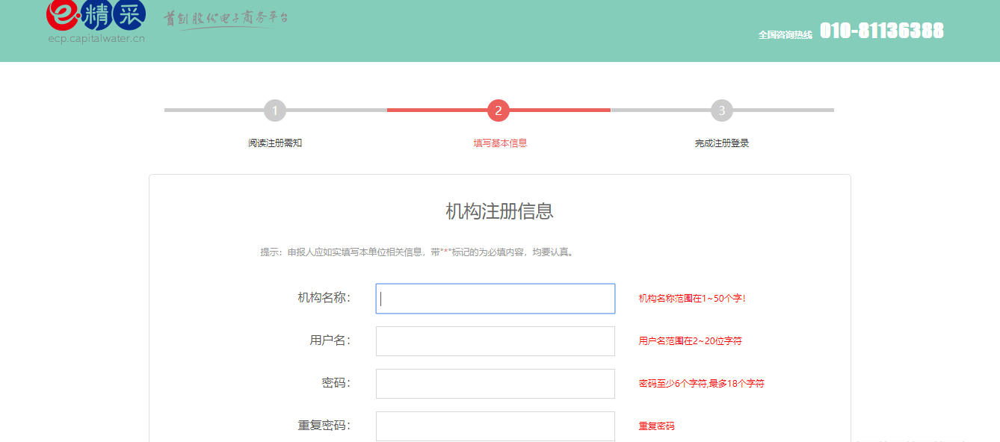 e·精采
首创股份电子商务平台
ecp.capitalwater.cn
全国咨询热线 010-81136388
1 2 3
阅读注册需知 填写基本信息 完成注册登录
机构注册信息
提示：申报人应如实填写本单位相关信息，带"*"标记的为必填内容，均要认真。
机构名称： 机构名称范围在1~50个字！
用户名： 用户名范围在2~20位字符
密码： 密码至少6个字符,最多18个字符
重复密码： 重复密码